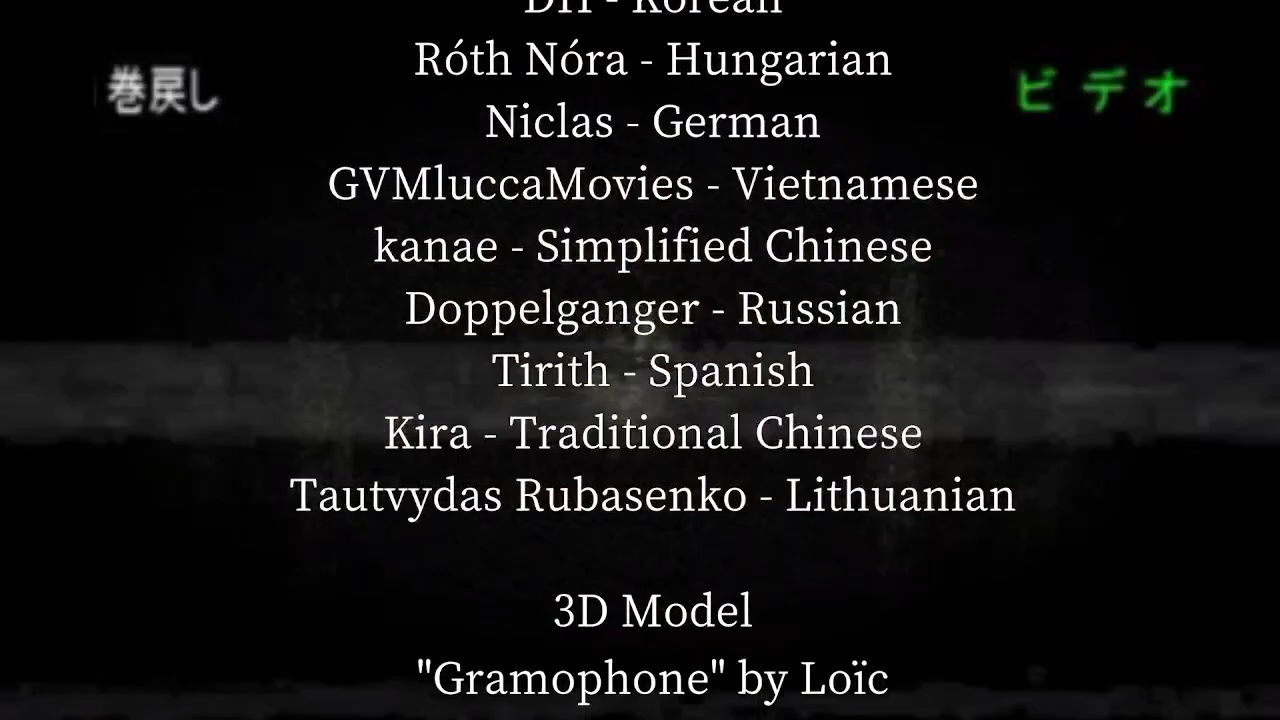 - Korean
Róth Nóra - Hungarian
巻戻し
ビデオ
Niclas - German
GVMluccaMovies - Vietnamese
kanae - Simplified Chinese
Doppelganger - Russian
Tirith - Spanish
Kira - Traditional Chinese
Tautvydas Rubasenko - Lithuanian
3D Model
"Gramophone" by Loïc